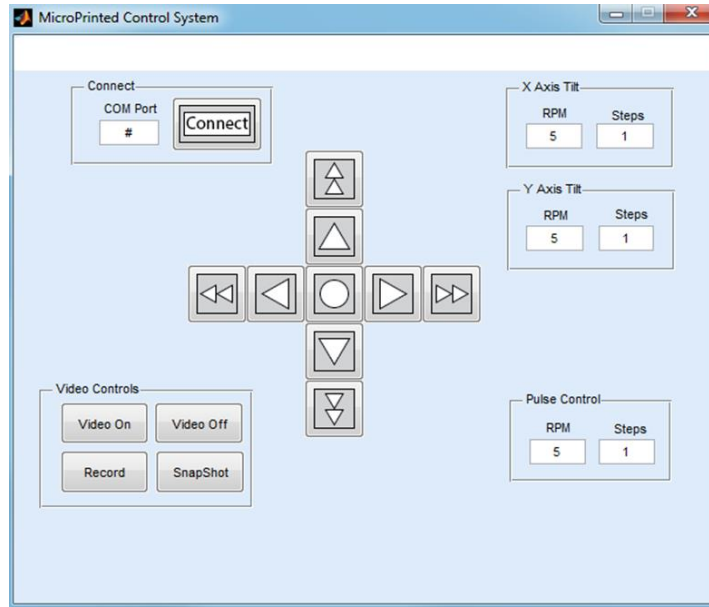 MicroPrinted Control System
Connect
COM Port
#
Connect
X Axis Tilt
RPM Steps
5 1
Y Axis Tilt
RPM Steps
5 1
Video Controls
Video On Video Off
Record SnapShot
Pulse Control
RPM Steps
5 1